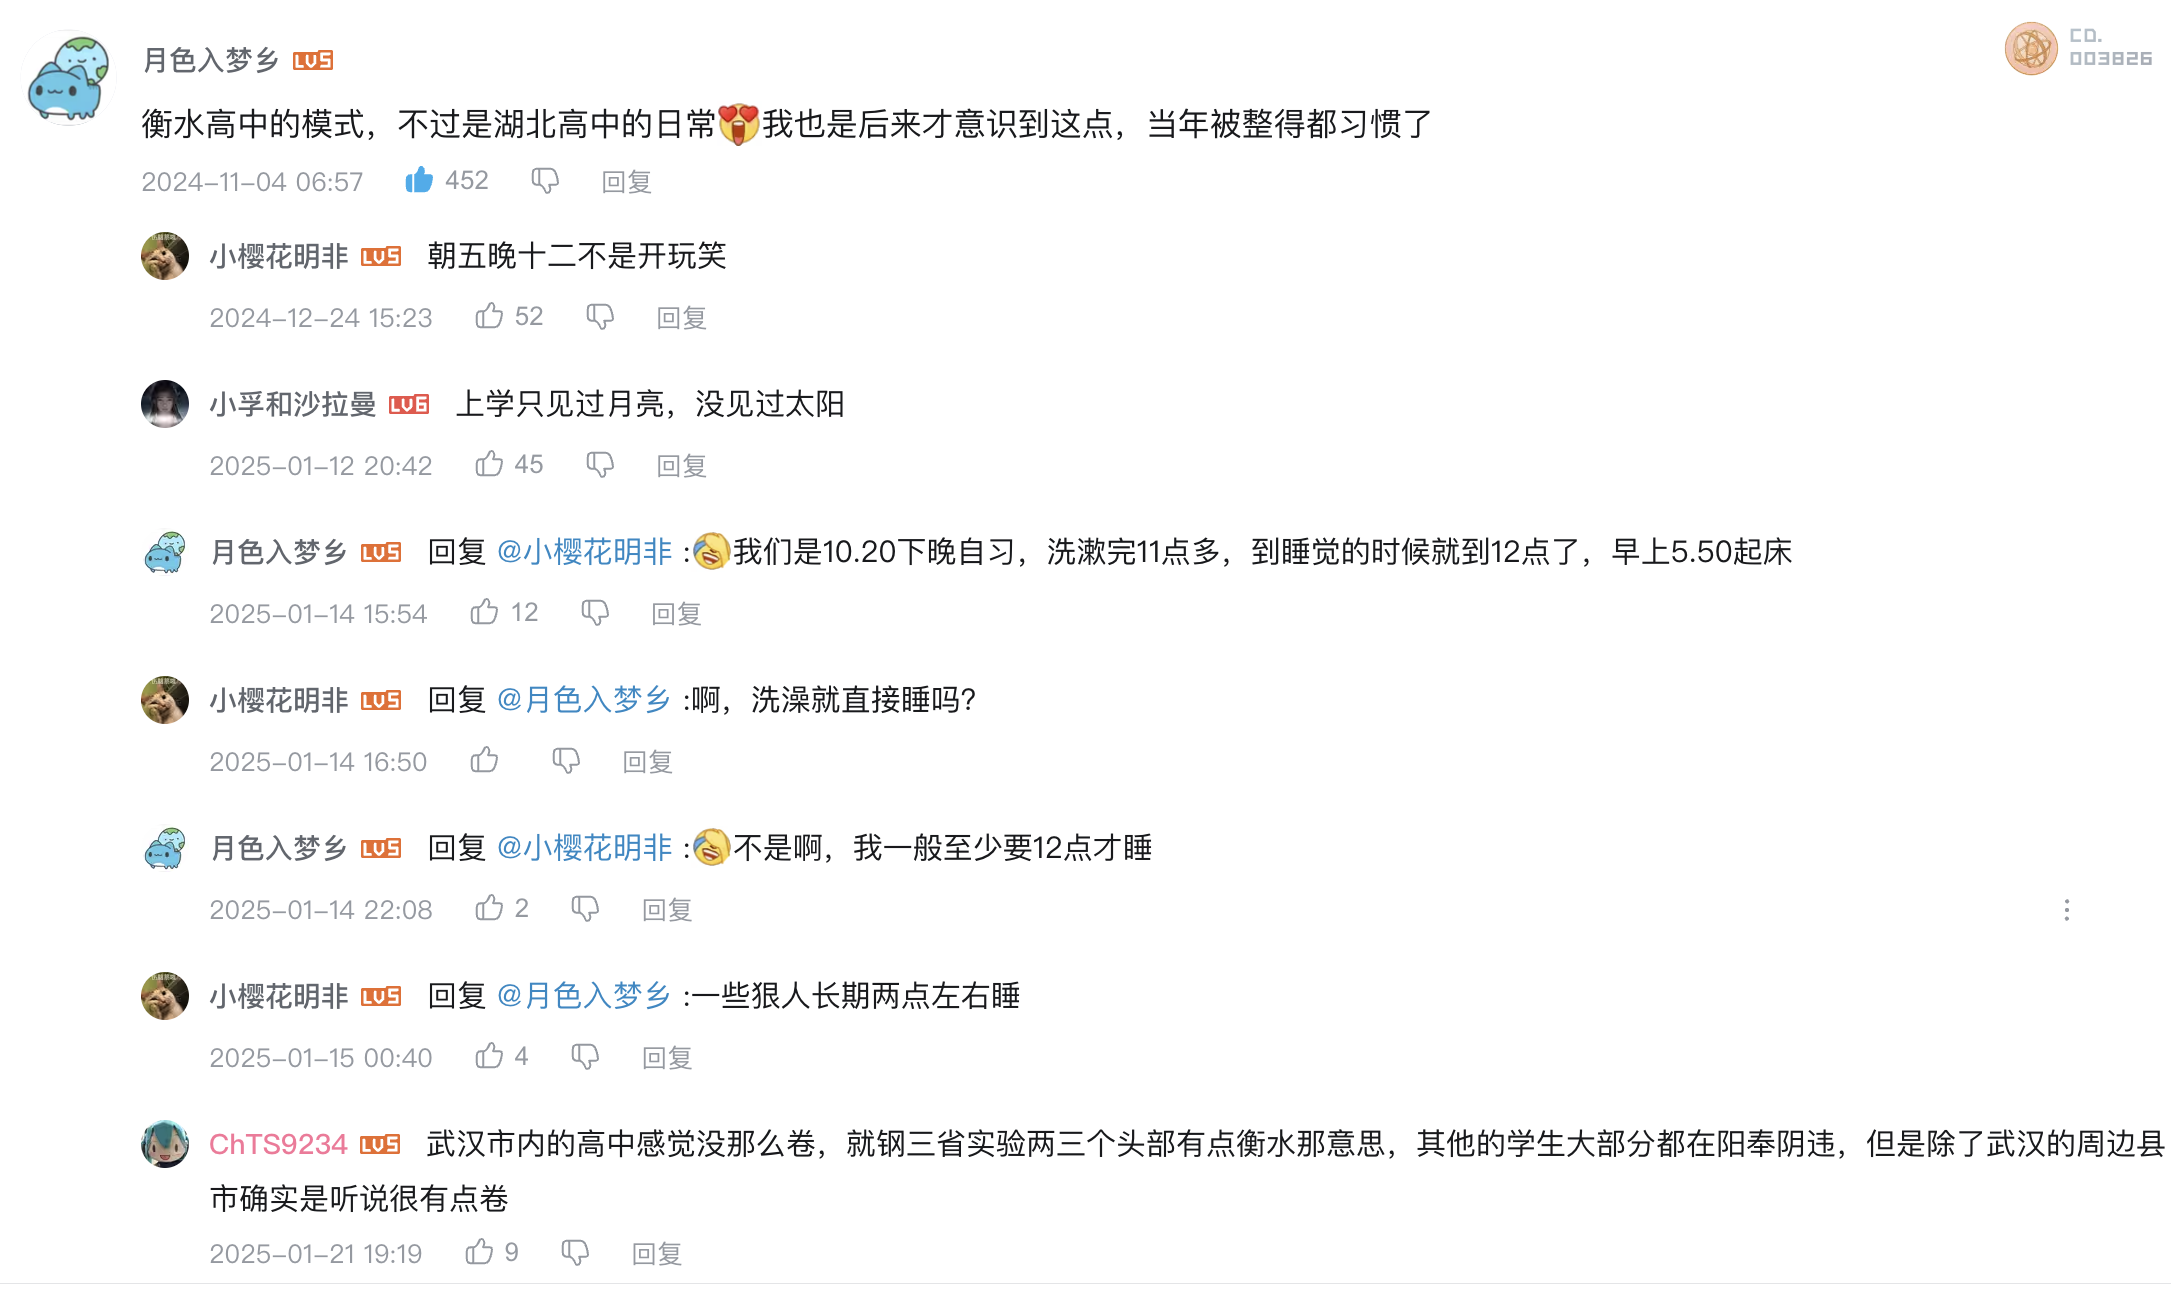 月色入梦乡 LV5
CD.
003826
衡水高中的模式，不过是湖北高中的日常我也是后来才意识到这点，当年被整得都习惯了
2024-11-04 06:57 452 回复
小樱花明非 LV5 朝五晚十二不是开玩笑
2024-12-24 15:23 52 回复
小孚和沙拉曼 LV6 上学只见过月亮，没见过太阳
2025-01-12 20:42 45 回复
月色入梦乡 LV5 回复 @小樱花明非 :我们是10.20下晚自习，洗漱完11点多，到睡觉的时候就到12点了，早上5.50起床
2025-01-14 15:54 12 回复
小樱花明非 LV5 回复 @月色入梦乡 :啊，洗澡就直接睡吗？
2025-01-14 16:50 回复
月色入梦乡 LV5 回复 @小樱花明非 :不是啊，我一般至少要12点才睡
2025-01-14 22:08 2 回复
小樱花明非 LV5 回复 @月色入梦乡 :一些狠人长期两点左右睡
2025-01-15 00:40 4 回复
ChTS9234 LV5 武汉市内的高中感觉没那么卷，就钢三省实验两三个头部有点衡水那意思，其他的学生大部分都在阳奉阴违，但是除了武汉的周边县
市确实是听说很有点卷
2025-01-21 19:19 9 回复